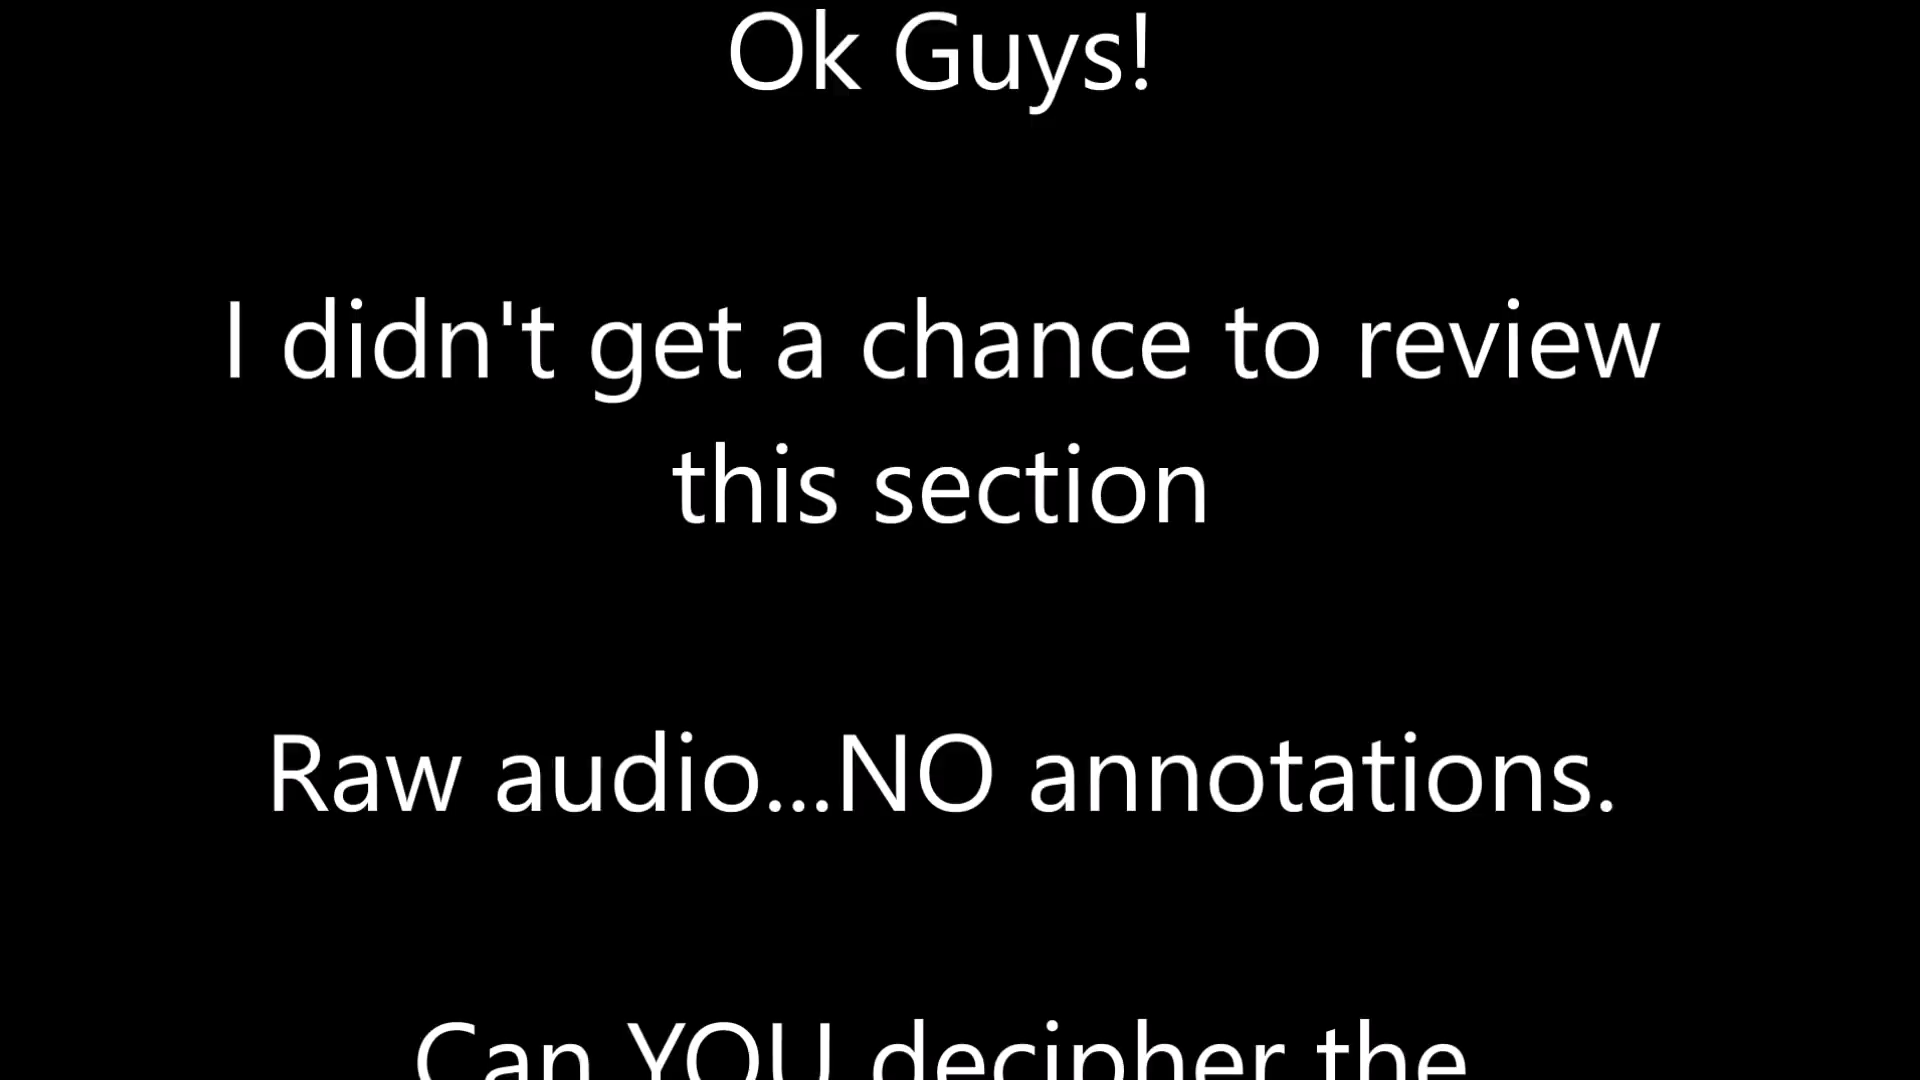 Ok Guys!
I didn't get a chance to review
this section
Raw audio...NO annotations.
Can YOU decipher the